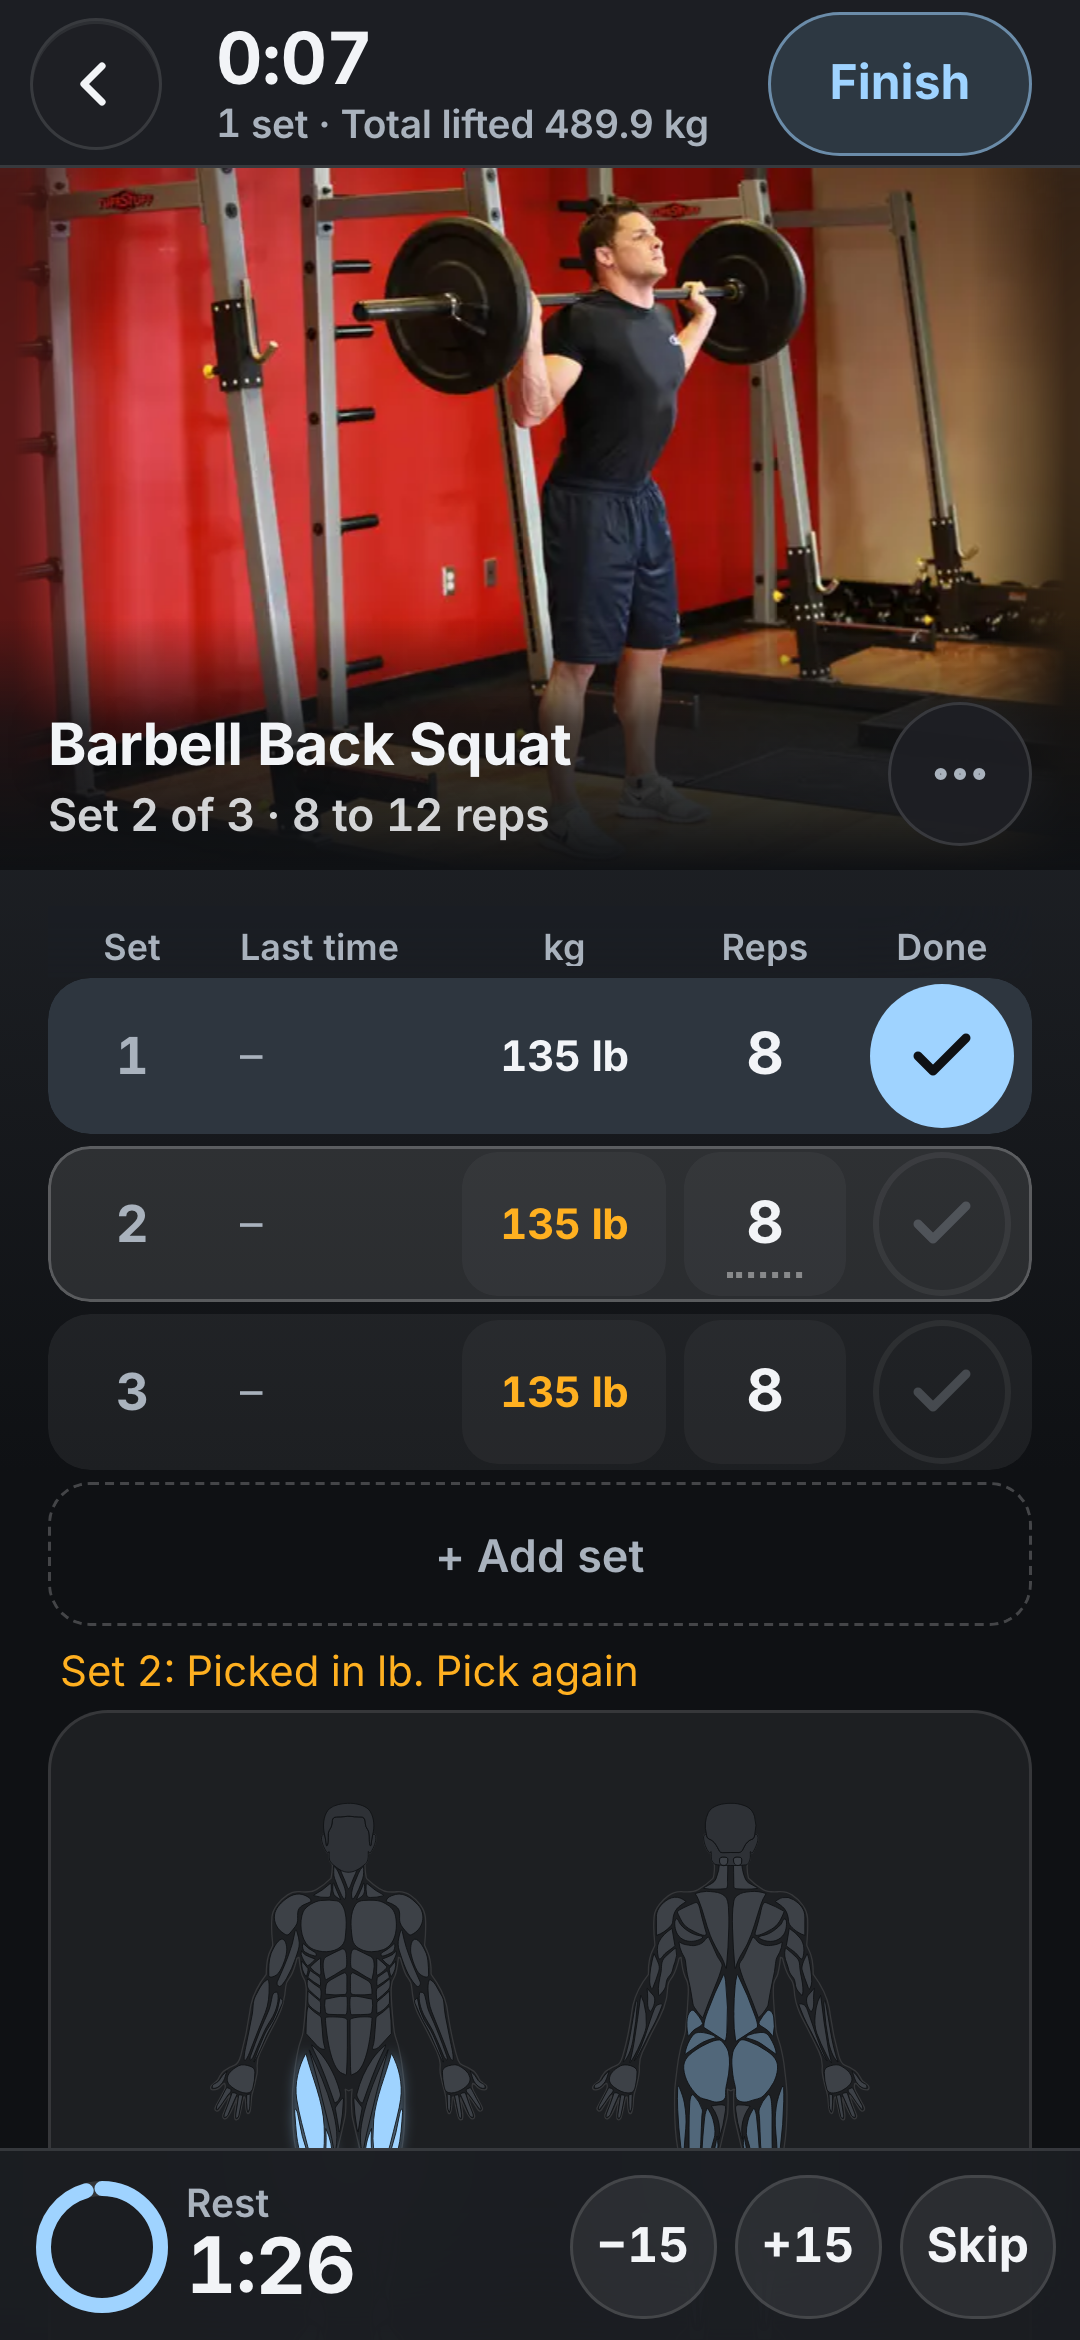 0:07
1 set · Total lifted 489.9 kg
Finish
Barbell Back Squat
Set 2 of 3 · 8 to 12 reps
Set Last time kg Reps Done
1 – 135 lb 8
2 – 135 lb 8
3 – 135 lb 8
+ Add set
Set 2: Picked in lb. Pick again
Rest
1:26
−15 +15 Skip